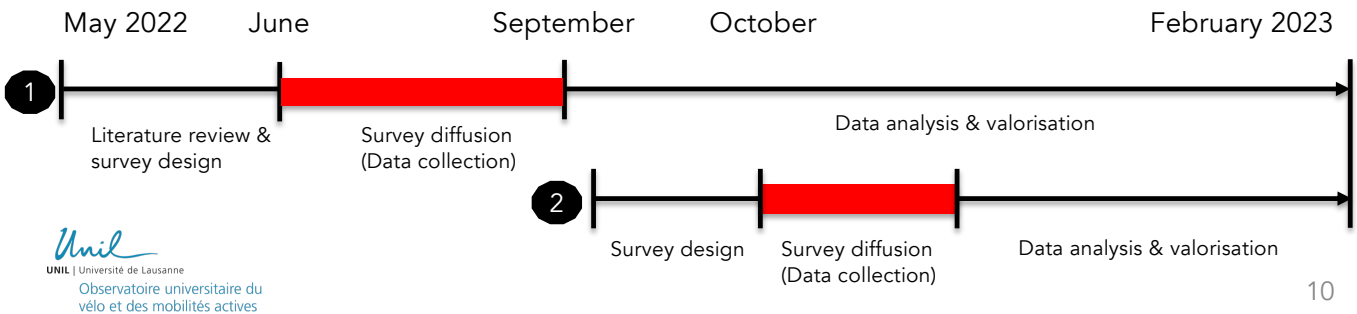 May 2022 June September October February 2023
1
Literature review &
survey design
Survey diffusion
(Data collection)
Data analysis & valorisation
2
Survey design
Survey diffusion
(Data collection)
Data analysis & valorisation
Unil
UNIL | Université de Lausanne
Observatoire universitaire du
vélo et des mobilités actives
10